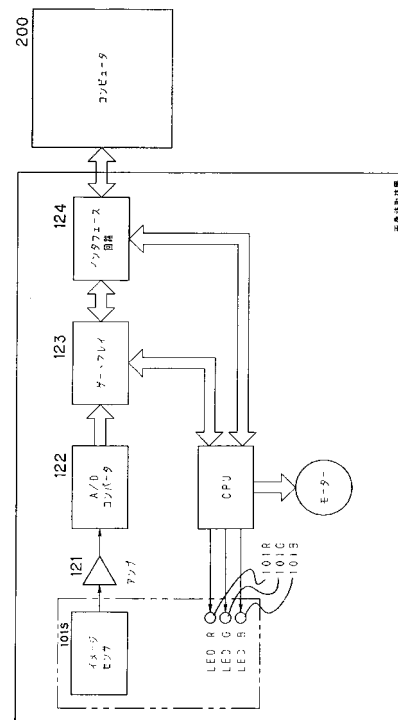 200
コンピュータ
124
インタフェース
回路
123
ゲートアレイ
122
A/D
コンバータ
121
アンプ
101S
イメージ
センサ
CPU
モーター
LED R
LED G
LED B
101R
101G
101B